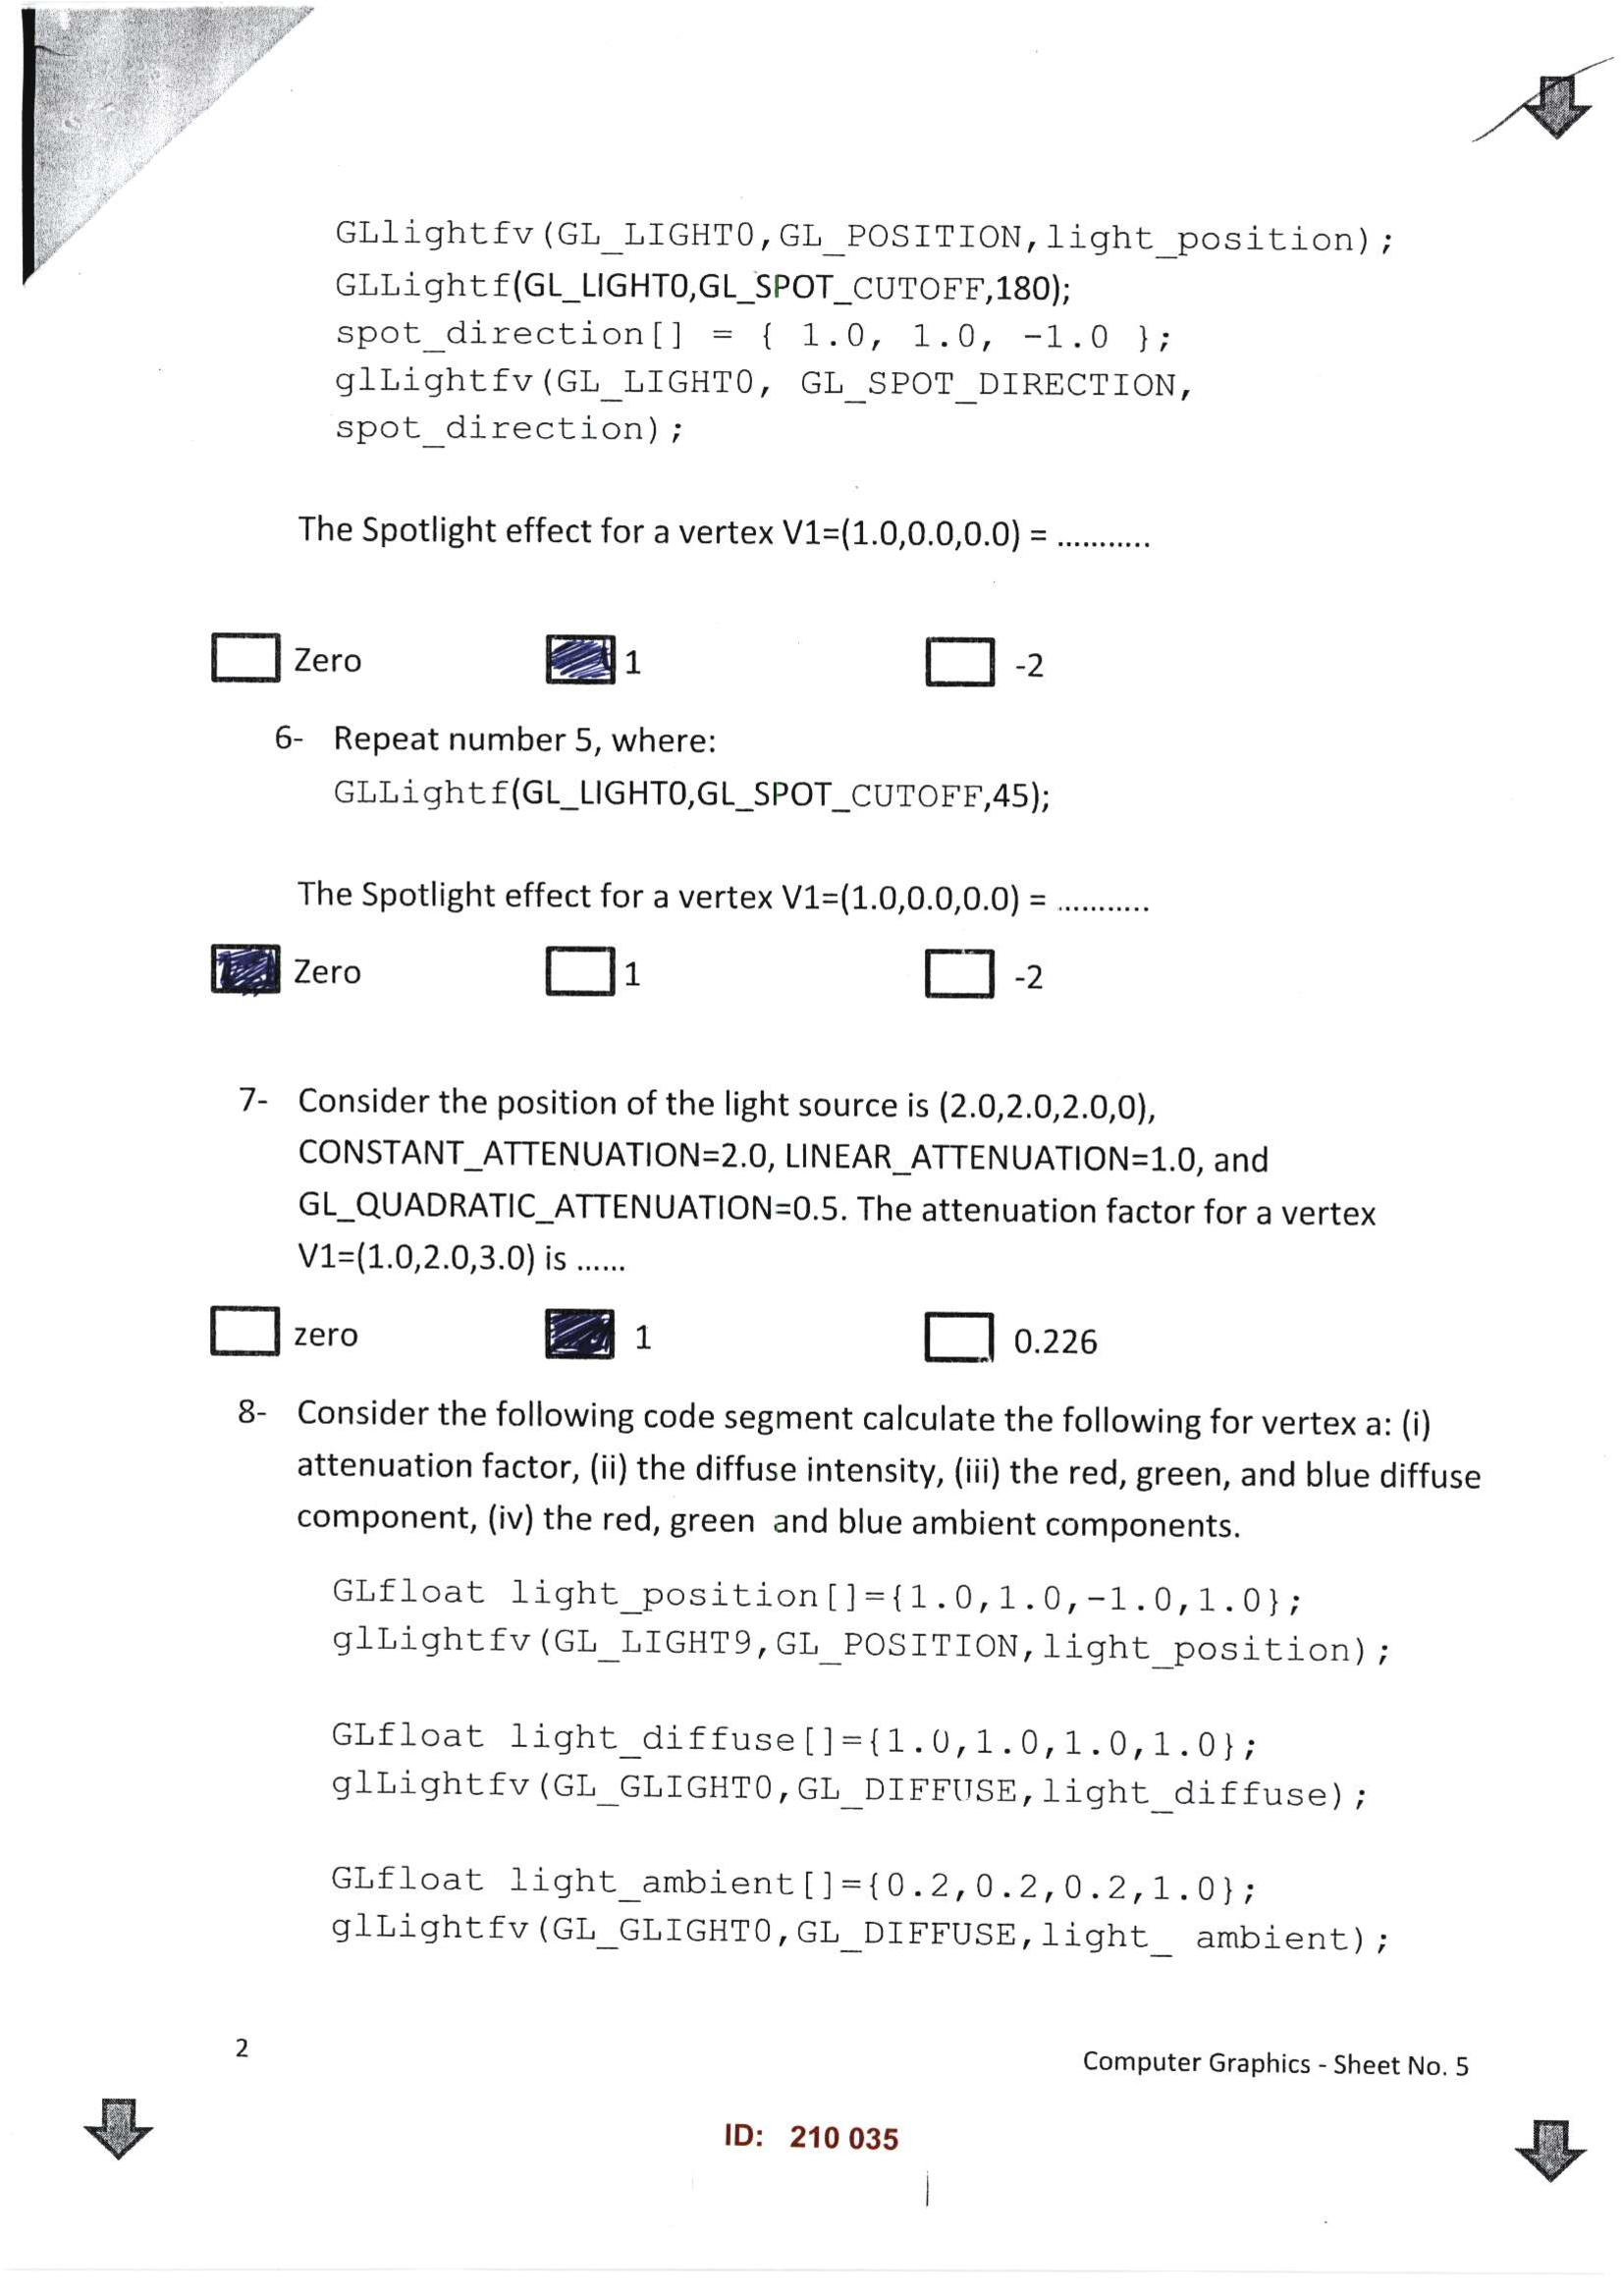 GLlightfv(GL_LIGHT0,GL_POSITION,light_position);
GLLightf(GL_LIGHT0,GL_SPOT_CUTOFF,180);
spot_direction[] = { 1.0, 1.0, -1.0 };
glLightfv(GL_LIGHT0, GL_SPOT_DIRECTION,
spot_direction);
The Spotlight effect for a vertex V1=(1.0,0.0,0.0) = ...........
Zero 1 -2
6- Repeat number 5, where:
GLLightf(GL_LIGHT0,GL_SPOT_CUTOFF,45);
The Spotlight effect for a vertex V1=(1.0,0.0,0.0) = ...........
Zero 1 -2
7- Consider the position of the light source is (2.0,2.0,2.0,0),
CONSTANT_ATTENUATION=2.0, LINEAR_ATTENUATION=1.0, and
GL_QUADRATIC_ATTENUATION=0.5. The attenuation factor for a vertex
V1=(1.0,2.0,3.0) is ......
zero 1 0.226
8- Consider the following code segment calculate the following for vertex a: (i)
attenuation factor, (ii) the diffuse intensity, (iii) the red, green, and blue diffuse
component, (iv) the red, green and blue ambient components.
GLfloat light_position[]={1.0,1.0,-1.0,1.0};
glLightfv(GL_LIGHT9,GL_POSITION,light_position);
GLfloat light_diffuse[]={1.0,1.0,1.0,1.0};
glLightfv(GL_GLIGHT0,GL_DIFFUSE,light_diffuse);
GLfloat light_ambient[]={0.2,0.2,0.2,1.0};
glLightfv(GL_GLIGHT0,GL_DIFFUSE,light_ ambient);
2
Computer Graphics - Sheet No. 5
ID: 210 035